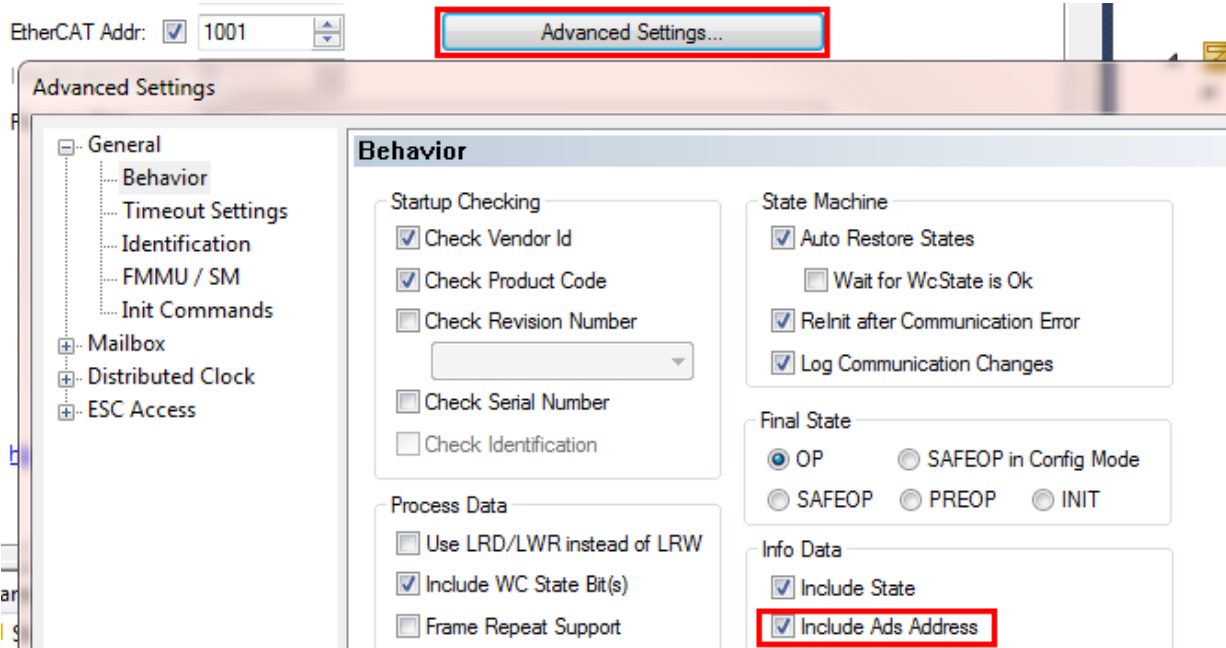 EtherCAT Addr: 1001 Advanced Settings...
Advanced Settings
General
Behavior
Timeout Settings
Identification
FMMU / SM
Init Commands
Mailbox
Distributed Clock
ESC Access
Behavior
Startup Checking
Check Vendor Id
Check Product Code
Check Revision Number
Check Serial Number
Check Identification
Process Data
Use LRD/LWR instead of LRW
Include WC State Bit(s)
Frame Repeat Support
State Machine
Auto Restore States
Wait for WcState is Ok
ReInit after Communication Error
Log Communication Changes
Final State
OP SAFEOP in Config Mode
SAFEOP PREOP INIT
Info Data
Include State
Include Ads Address